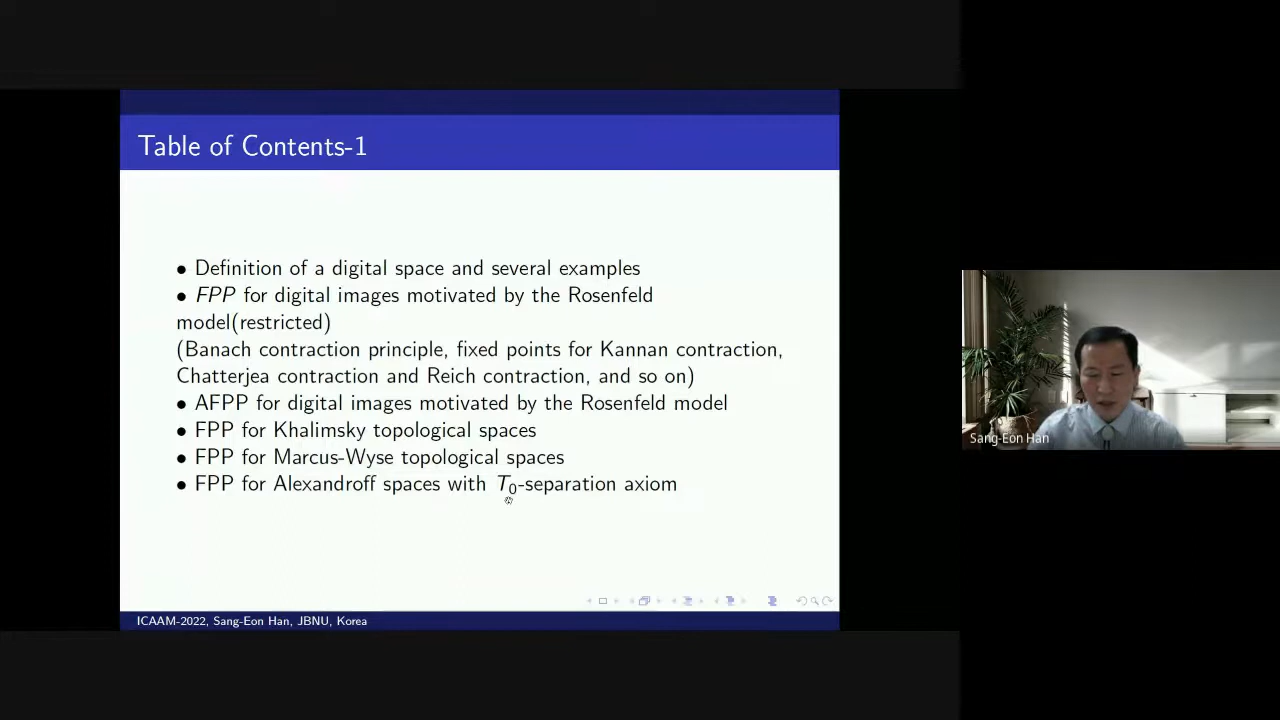 Table of Contents-1
• Definition of a digital space and several examples
• FPP for digital images motivated by the Rosenfeld
model(restricted)
(Banach contraction principle, fixed points for Kannan contraction,
Chatterjea contraction and Reich contraction, and so on)
• AFPP for digital images motivated by the Rosenfeld model
• FPP for Khalimsky topological spaces
• FPP for Marcus-Wyse topological spaces
• FPP for Alexandroff spaces with T₀-separation axiom
ICAAM-2022, Sang-Eon Han, JBNU, Korea
Sang-Eon Han